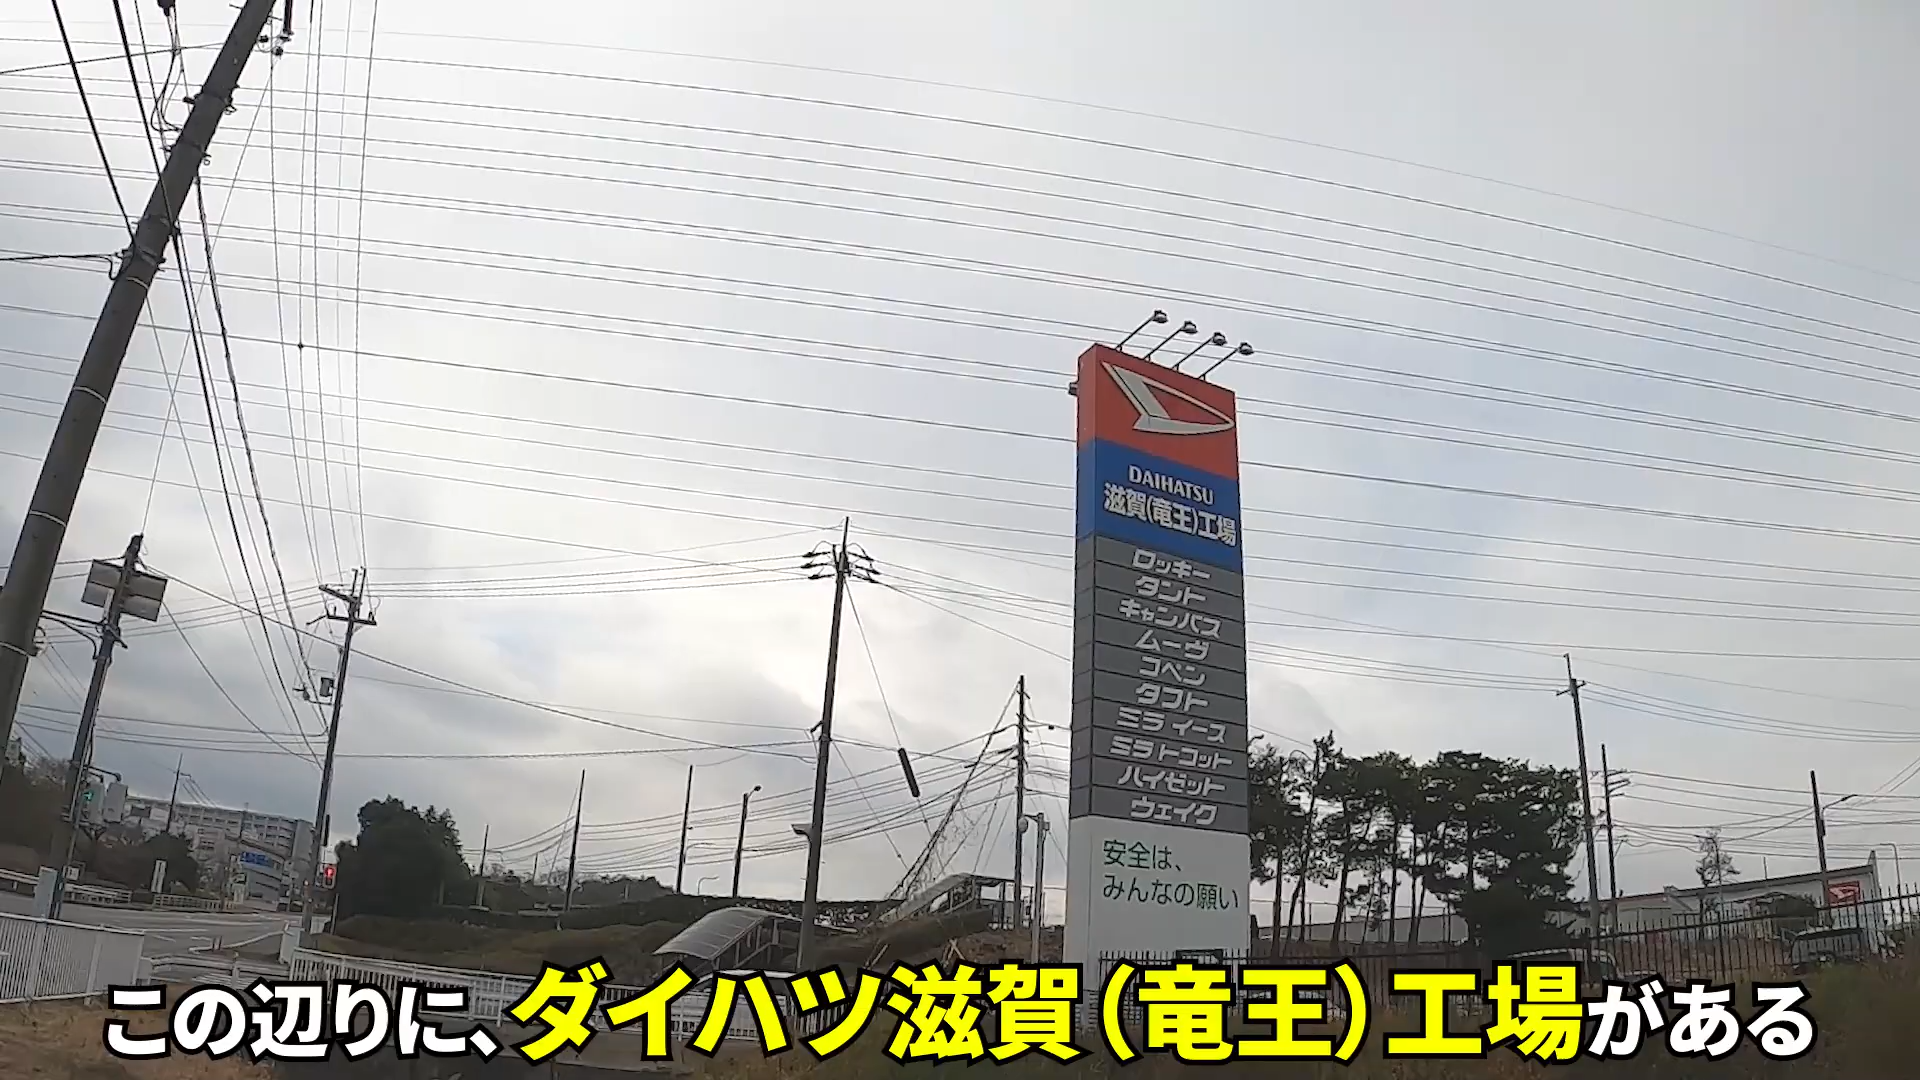 DAIHATSU
滋賀(竜王)工場
ロッキー
タント
キャンバス
ムーヴ
コペン
タフト
ミラ イース
ミラ トコット
ハイゼット
ウェイク
安全は、
みんなの願い
この辺りに、ダイハツ滋賀（竜王）工場がある